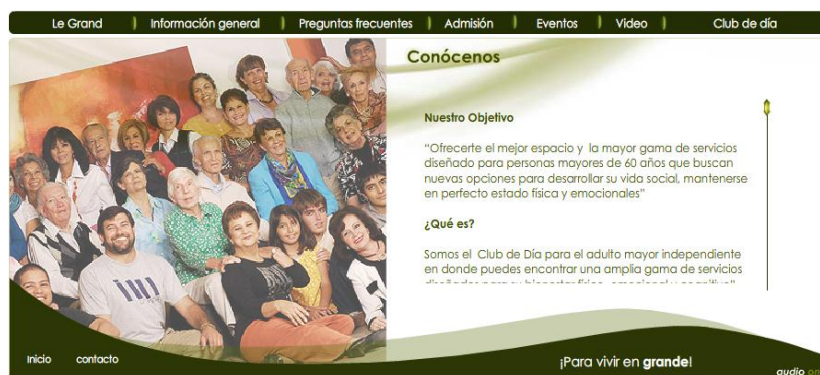 Le Grand
Información general
Preguntas frecuentes
Admisión
Eventos
Video
Club de día
Conócenos
Nuestro Objetivo
“Ofrecerte el mejor espacio y la mayor gama de servicios
diseñado para personas mayores de 60 años que buscan
nuevas opciones para desarrollar su vida social, mantenerse
en perfecto estado física y emocionales”
¿Qué es?
Somos el Club de Día para el adulto mayor independiente
en donde puedes encontrar una amplia gama de servicios
Inicio
contacto
¡Para vivir en grande!
audio on